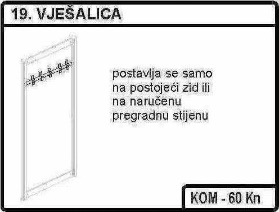 19. VJEŠALICA
postavlja se samo
na postojeći zid ili
na naručenu
pregradnu stijenu
KOM - 60 Kn